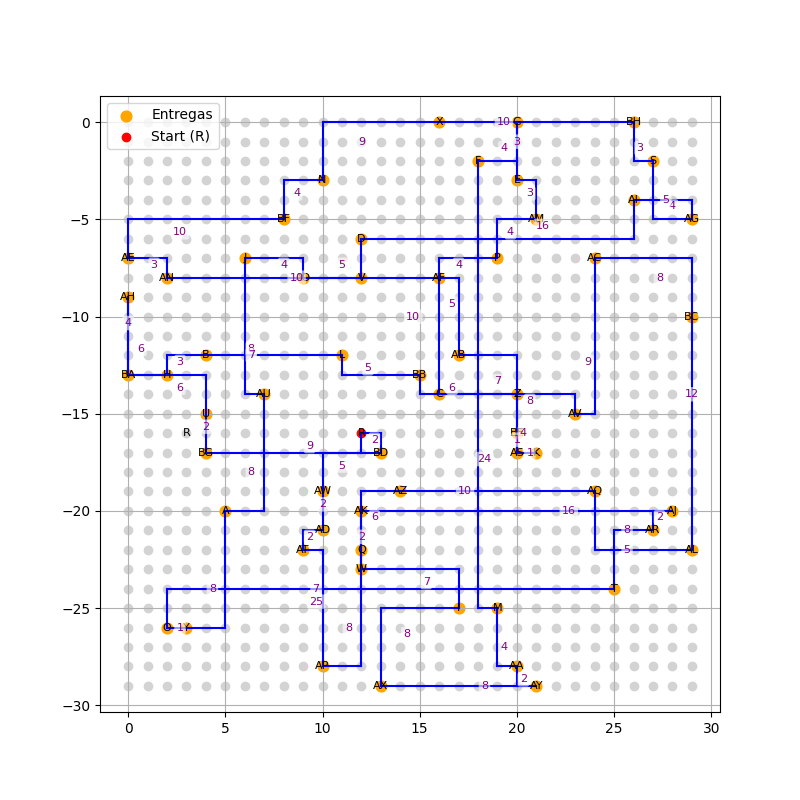 Entregas
Start (R)
0
−5
−10
−15
−20
−25
−30
0
5
10
15
20
25
30
X
10
G
BH
9
4
3
3
F
S
N
E
4
3
AI
5
4
BF
AM
16
AG
10
4
D
AE
3
4
5
4
P
AC
AN
10
V
AF
8
AH
4
10
5
BC
6
B
3
8
7
L
AB
9
BA
H
5
BB
7
6
AU
C
6
Z
8
12
U
AV
2
R
R
2
4
1
BG
9
BD
AS
1
K
5
24
8
AW
AZ
10
AQ
2
A
AK
6
16
AJ
2
AD
8
AR
2
2
AT
Q
5
AL
W
7
8
7
T
25
M
O
1
Y
8
8
4
AP
AA
2
AX
8
AY